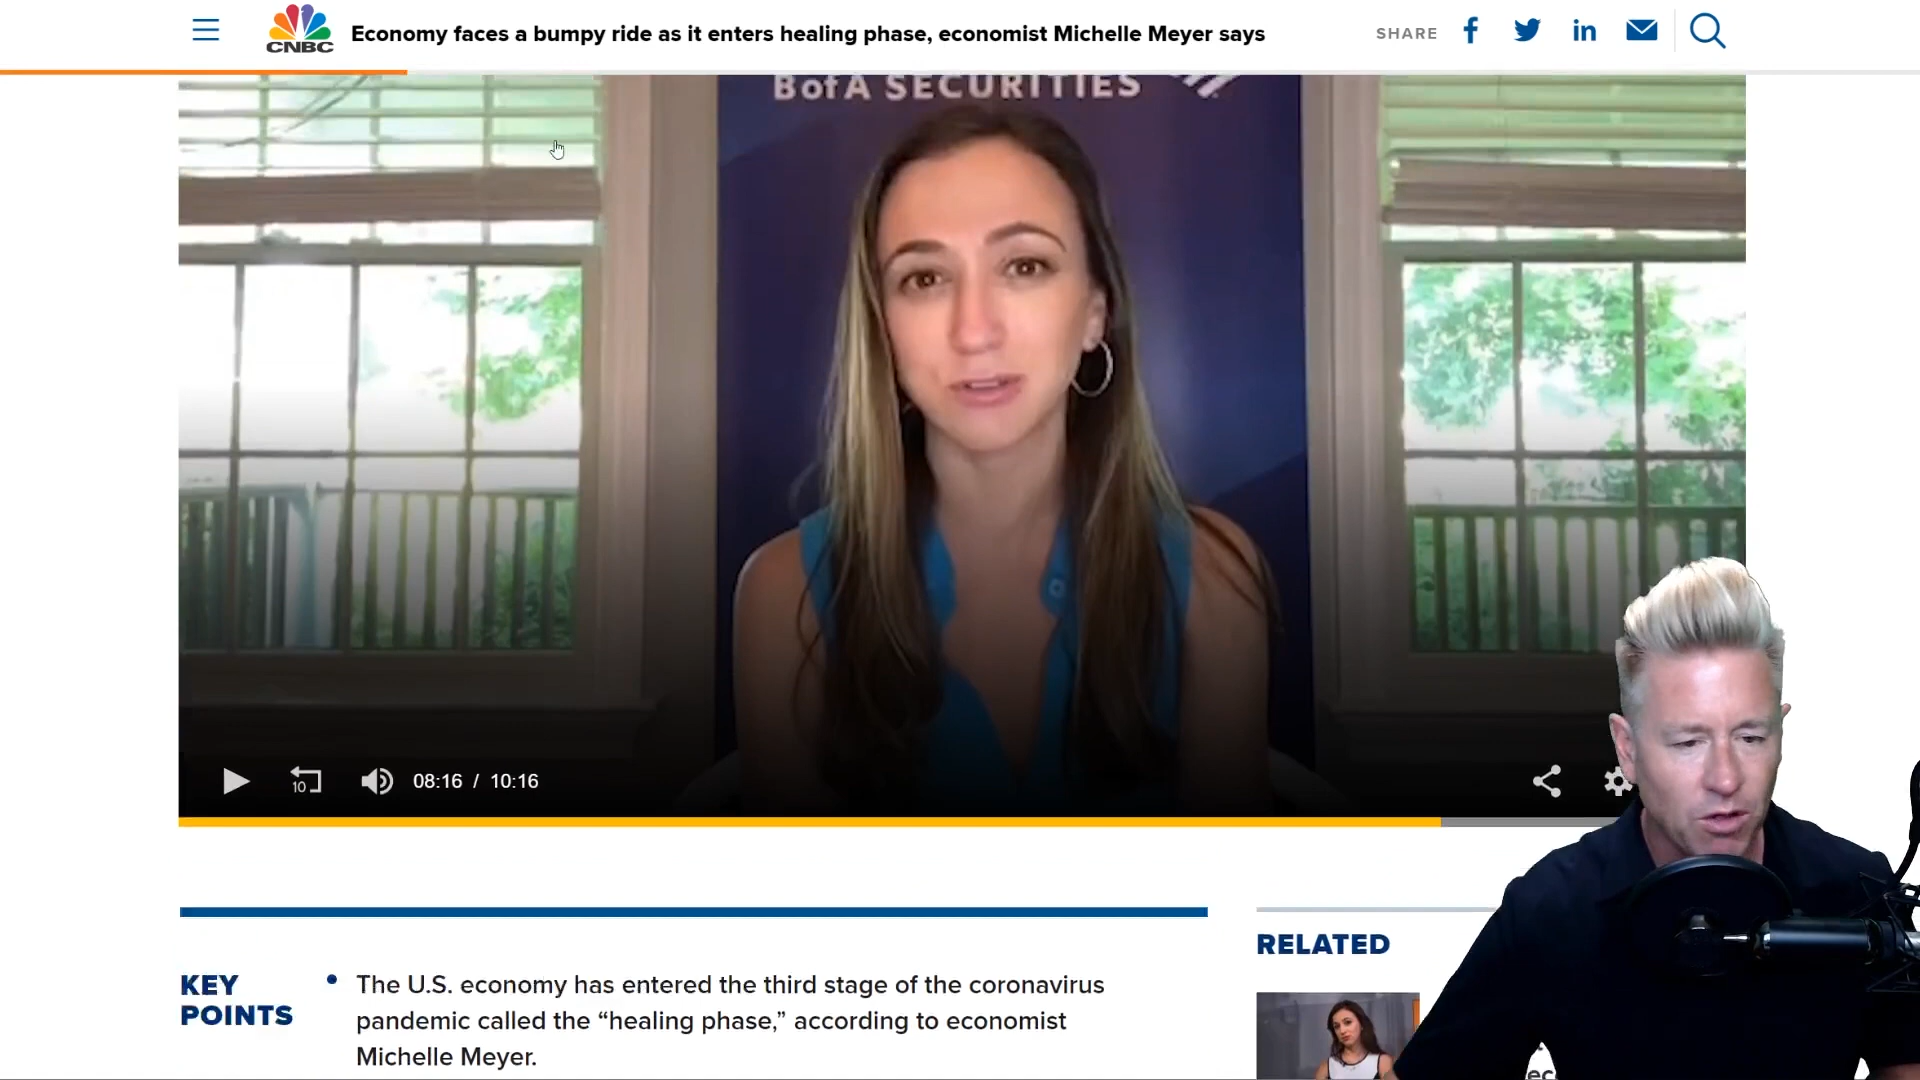 CNBC
Economy faces a bumpy ride as it enters healing phase, economist Michelle Meyer says
SHARE
BofA SECURITIES
10
08:16 / 10:16
KEY POINTS
The U.S. economy has entered the third stage of the coronavirus
pandemic called the “healing phase,” according to economist
Michelle Meyer.
RELATED